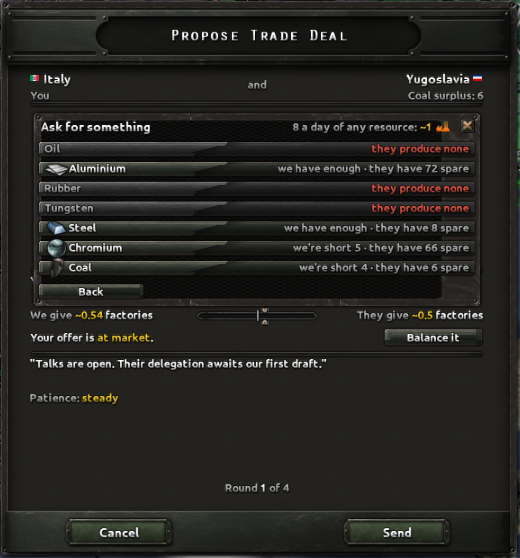 Propose Trade Deal
Italy
and
Yugoslavia
You
Coal surplus: 6
Ask for something
8 a day of any resource: ~1
Oil
they produce none
Aluminium
we have enough - they have 72 spare
Rubber
they produce none
Tungsten
they produce none
Steel
we have enough - they have 8 spare
Chromium
we're short 5 - they have 66 spare
Coal
we're short 4 - they have 6 spare
Back
We give ~0.54 factories
They give ~0.5 factories
Your offer is at market.
Balance it
"Talks are open. Their delegation awaits our first draft."
Patience: steady
Round 1 of 4
Cancel
Send